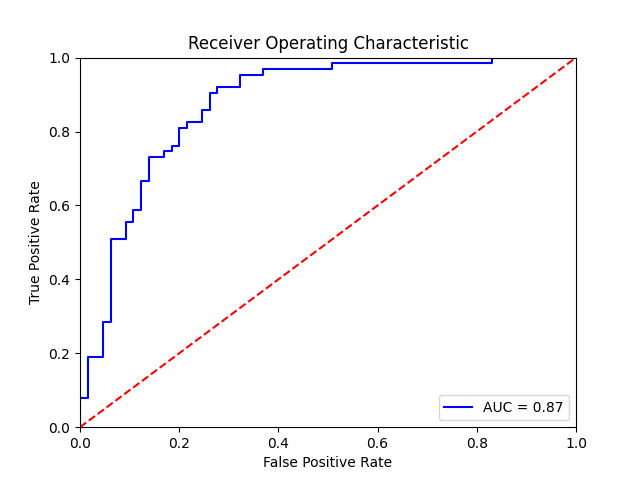 Receiver Operating Characteristic
1.0
0.8
0.6
0.4
0.2
0.0
True Positive Rate
AUC = 0.87
0.0 0.2 0.4 0.6 0.8 1.0
False Positive Rate